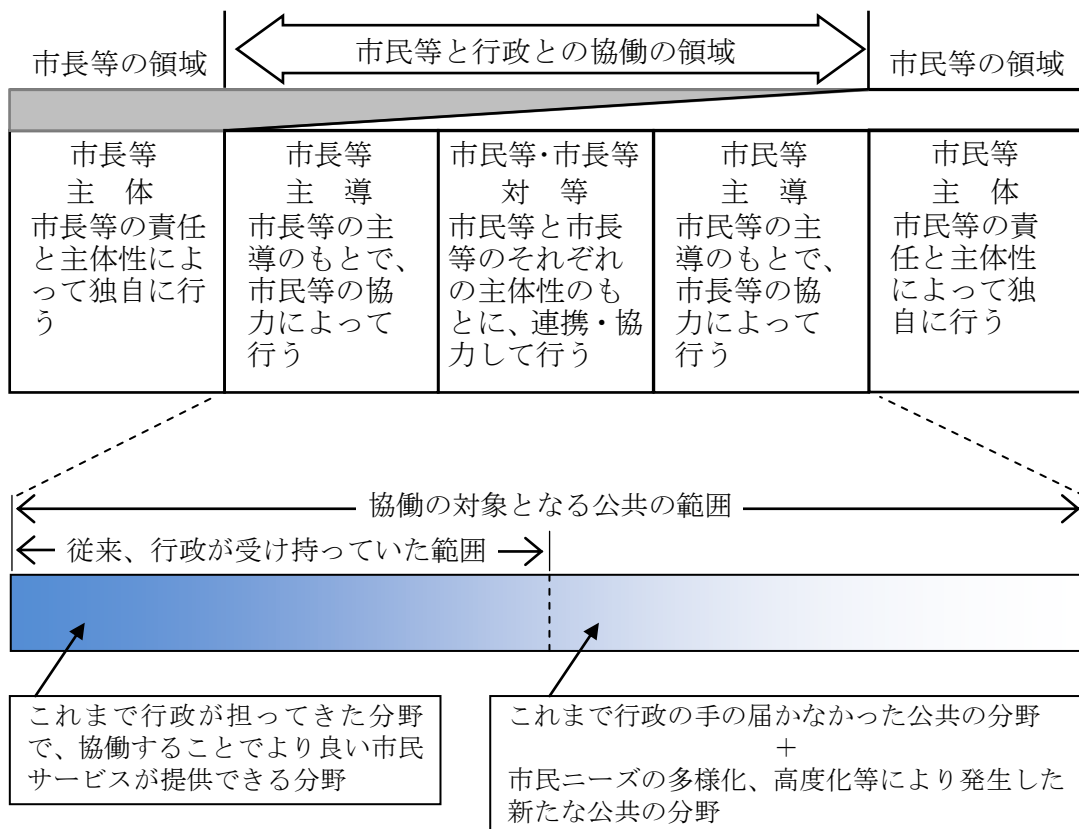 市長等の領域
市民等と行政との協働の領域
市民等の領域
市長等
主 体
市長等の責任
と主体性によ
って独自に行
う
市長等
主 導
市長等の主
導のもとで、
市民等の協
力によって
行う
市民等・市長等
対 等
市民等と市長
等のそれぞれ
の主体性のも
とに、連携・協
力して行う
市民等
主 導
市民等の主
導のもとで、
市長等の協
力によって
行う
市民等
主 体
市民等の責
任と主体性
によって独
自に行う
協働の対象となる公共の範囲
従来、行政が受け持っていた範囲
これまで行政が担ってきた分野
で、協働することでより良い市民
サービスが提供できる分野
これまで行政の手の届かなかった公共の分野
+
市民ニーズの多様化、高度化等により発生した
新たな公共の分野